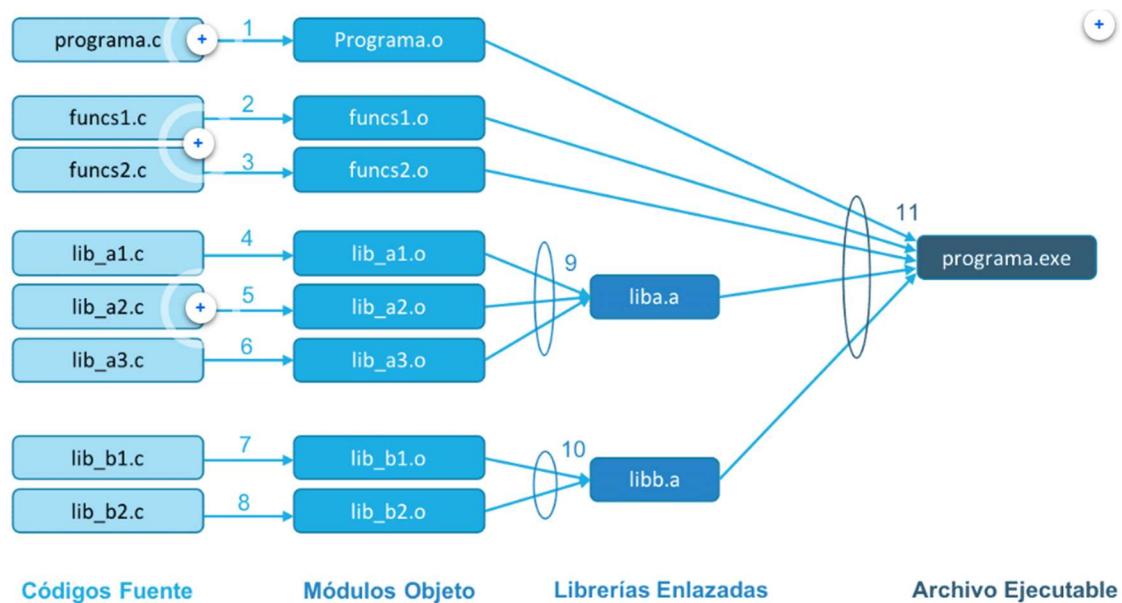 programa.c
1
Programa.o
funcs1.c
2
funcs1.o
funcs2.c
3
funcs2.o
11
programa.exe
lib_a1.c
4
lib_a1.o
9
lib_a2.c
5
lib_a2.o
liba.a
lib_a3.c
6
lib_a3.o
lib_b1.c
7
lib_b1.o
10
libb.a
lib_b2.c
8
lib_b2.o
Códigos Fuente
Módulos Objeto
Librerías Enlazadas
Archivo Ejecutable